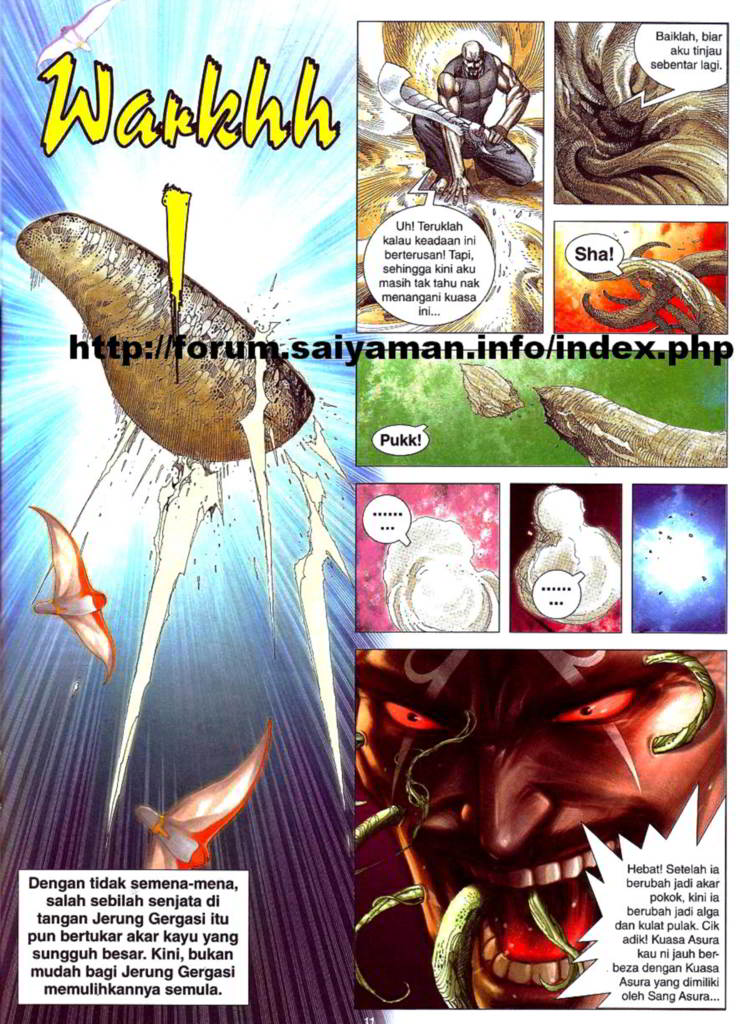 Warkhh
!
Uh! Teruklah
kalau keadaan ini
berterusan! Tapi,
sehingga kini aku
masih tak tahu nak
menangani kuasa
ini...
Baiklah, biar
aku tinjau
sebentar lagi.
Sha!
http://forum.saiyaman.info/index.php
Pukk!
......
...
......
...
Dengan tidak semena-mena,
salah sebilah senjata di
tangan Jerung Gergasi itu
pun bertukar akar kayu yang
sungguh besar. Kini, bukan
mudah bagi Jerung Gergasi
memulihkannya semula.
Hebat! Setelah ia
berubah jadi akar
pokok, kini ia
berubah jadi alga
dan kulat pulak. Cik
adik! Kuasa Asura
kau ni jauh ber-
beza dengan Kuasa
Asura yang dimiliki
oleh Sang Asura...
11